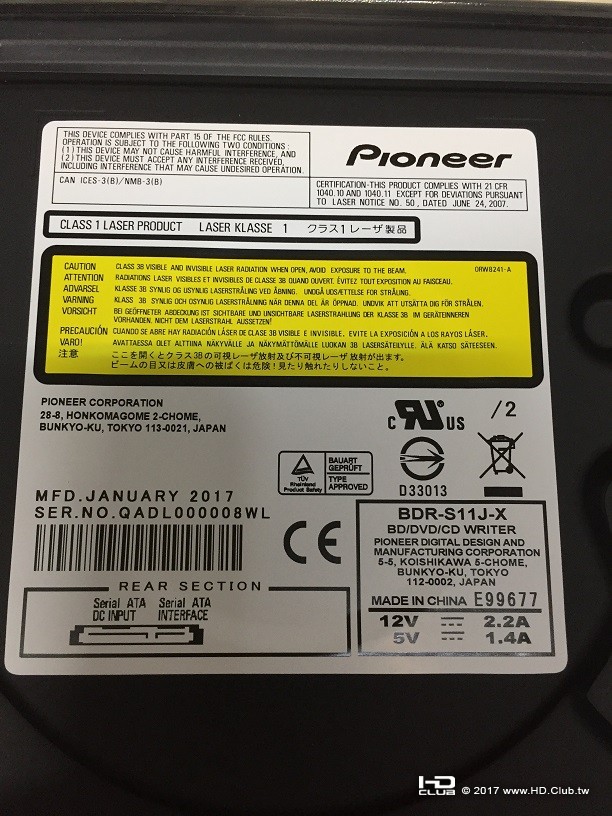 THIS DEVICE COMPLIES WITH PART 15 OF THE FCC RULES.
OPERATION IS SUBJECT TO THE FOLLOWING TWO CONDITIONS :
(1) THIS DEVICE MAY NOT CAUSE HARMFUL INTERFERENCE, AND
(2) THIS DEVICE MUST ACCEPT ANY INTERFERENCE RECEIVED,
INCLUDING INTERFERENCE THAT MAY CAUSE UNDESIRED OPERATION.
CAN ICES-3(B)/NMB-3(B)
Pioneer
CERTIFICATION-THIS PRODUCT COMPLIES WITH 21 CFR
1040.10 AND 1040.11. EXCEPT FOR DEVIATIONS PURSUANT
TO LASER NOTICE NO. 50, DATED JUNE 24, 2007.
CLASS 1 LASER PRODUCT LASER KLASSE 1 クラス1レーザ製品
CAUTION CLASS 3B VISIBLE AND INVISIBLE LASER RADIATION WHEN OPEN, AVOID EXPOSURE TO THE BEAM. ORW8241-A
ATTENTION RADIATIONS LASER VISIBLES ET INVISIBLES DE CLASSE 3B QUAND OUVERT. ÉVITEZ TOUT EXPOSITION AU FAISCEAU.
ADVARSEL KLASSE 3B SYNLIG OG USYNLIG LASERSTRÅLING VED ÅBNING. UNDGÅ UDSÆTTELSE FOR STRÅLING.
VARNING KLASS 3B SYNLIG OCH OSYNLIG LASERSTRÅLNING NÄR DENNA DEL ÄR ÖPPNAD. UNDVIK ATT UTSÄTTA DIG FÖR STRÅLEN.
VORSICHT BEI GEÖFFNETER ABDECKUNG IST SICHTBARE UND UNSICHTBARE LASERSTRAHLUNG DER KLASSE 3B IM GERÄTEINNEREN
VORHANDEN. NICHT DEM LASERSTRAHL AUSSETZEN!
PRECAUCIÓN CUANDO SE ABRE HAY RADIACIÓN LÁSER DE CLASE 3B VISIBLE E INVISIBLE. EVITE LA EXPOSICIÓN A LOS RAYOS LÁSER.
VARO! AVATTAESSA OLET ALTTIINA NÄKYVÄLLE JA NÄKYMÄTTÖMÄLLE LUOKAN 3B LASERSÄTEILYLLE. ÄLÄ KATSO SÄTEESEEN.
注意 ここを開くとクラス3Bの可視レーザ放射及び不可視レーザ放射が出ます。
ビームの目又は皮膚への被ばくは危険!見たり触れたりしないこと。
PIONEER CORPORATION
28-8, HONKOMAGOME 2-CHOME,
BUNKYO-KU, TOKYO 113-0021, JAPAN
c RU US /2
TÜV
Rheinland
Product Safety
BAUART
GEPRÜFT
TYPE
APPROVED
D33013
MFD.JANUARY 2017
SER.NO.QADL000008WL
CE
BDR-S11J-X
BD/DVD/CD WRITER
PIONEER DIGITAL DESIGN AND
MANUFACTURING CORPORATION
5-5, KOISHIKAWA 5-CHOME,
BUNKYO-KU, TOKYO
112-0002, JAPAN
MADE IN CHINA E99677
12V 2.2A
5V 1.4A
REAR SECTION
Serial ATA DC INPUT
Serial ATA INTERFACE
HD CLUB © 2017 www.HD.Club.tw